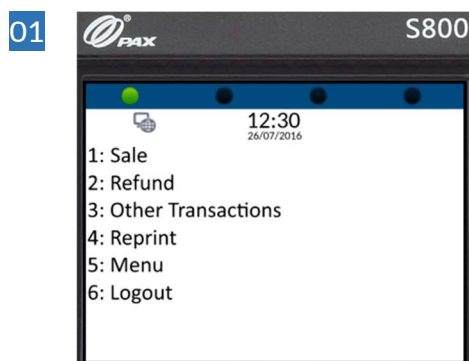 01
PAX
S800
12:30
26/07/2016
1: Sale
2: Refund
3: Other Transactions
4: Reprint
5: Menu
6: Logout